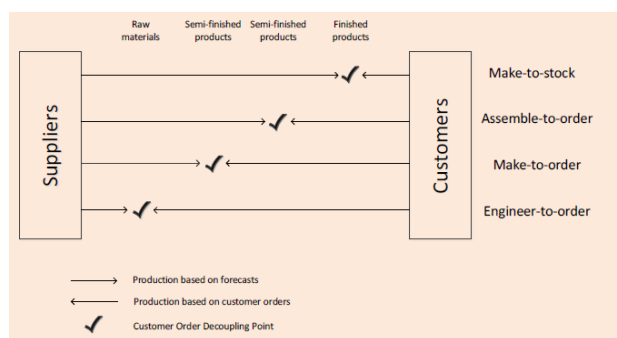 Raw
materials
Semi-finished
products
Semi-finished
products
Finished
products
Suppliers
Customers
Make-to-stock
Assemble-to-order
Make-to-order
Engineer-to-order
Production based on forecasts
Production based on customer orders
Customer Order Decoupling Point